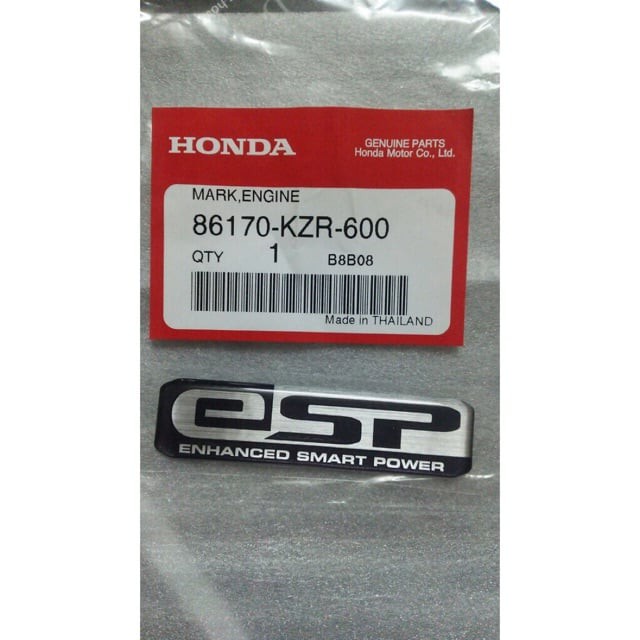 HONDA
GENUINE PARTS
Honda Motor Co., Ltd.
MARK,ENGINE
86170-KZR-600
QTY 1 B8B08
Made in THAILAND
eSP
ENHANCED SMART POWER